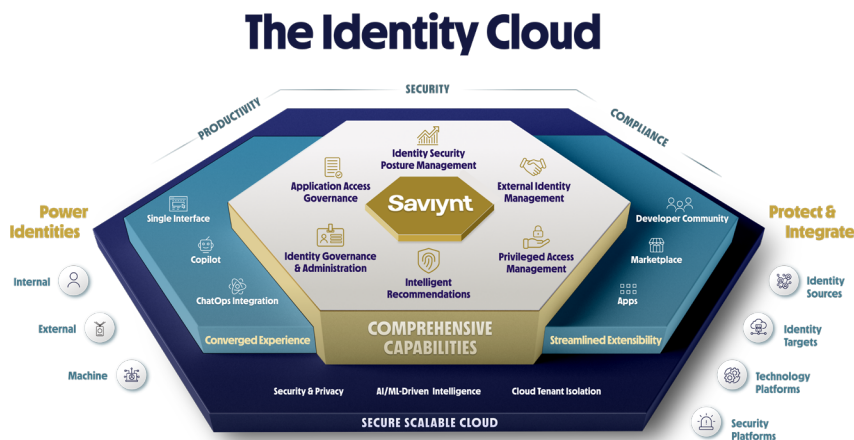 The Identity Cloud
SECURITY
PRODUCTIVITY
COMPLIANCE
Identity Security
Posture Management
Application Access
Governance
External Identity
Management
Saviynt
Identity Governance
& Administration
Privileged Access
Management
Intelligent
Recommendations
COMPREHENSIVE
CAPABILITIES
Single Interface
Copilot
ChatOps Integration
Converged Experience
Developer Community
Marketplace
Apps
Streamlined Extensibility
Power
Identities
Internal
External
Machine
Protect &
Integrate
Identity
Sources
Identity
Targets
Technology
Platforms
Security
Platforms
Security & Privacy
AI/ML-Driven Intelligence
Cloud Tenant Isolation
SECURE SCALABLE CLOUD